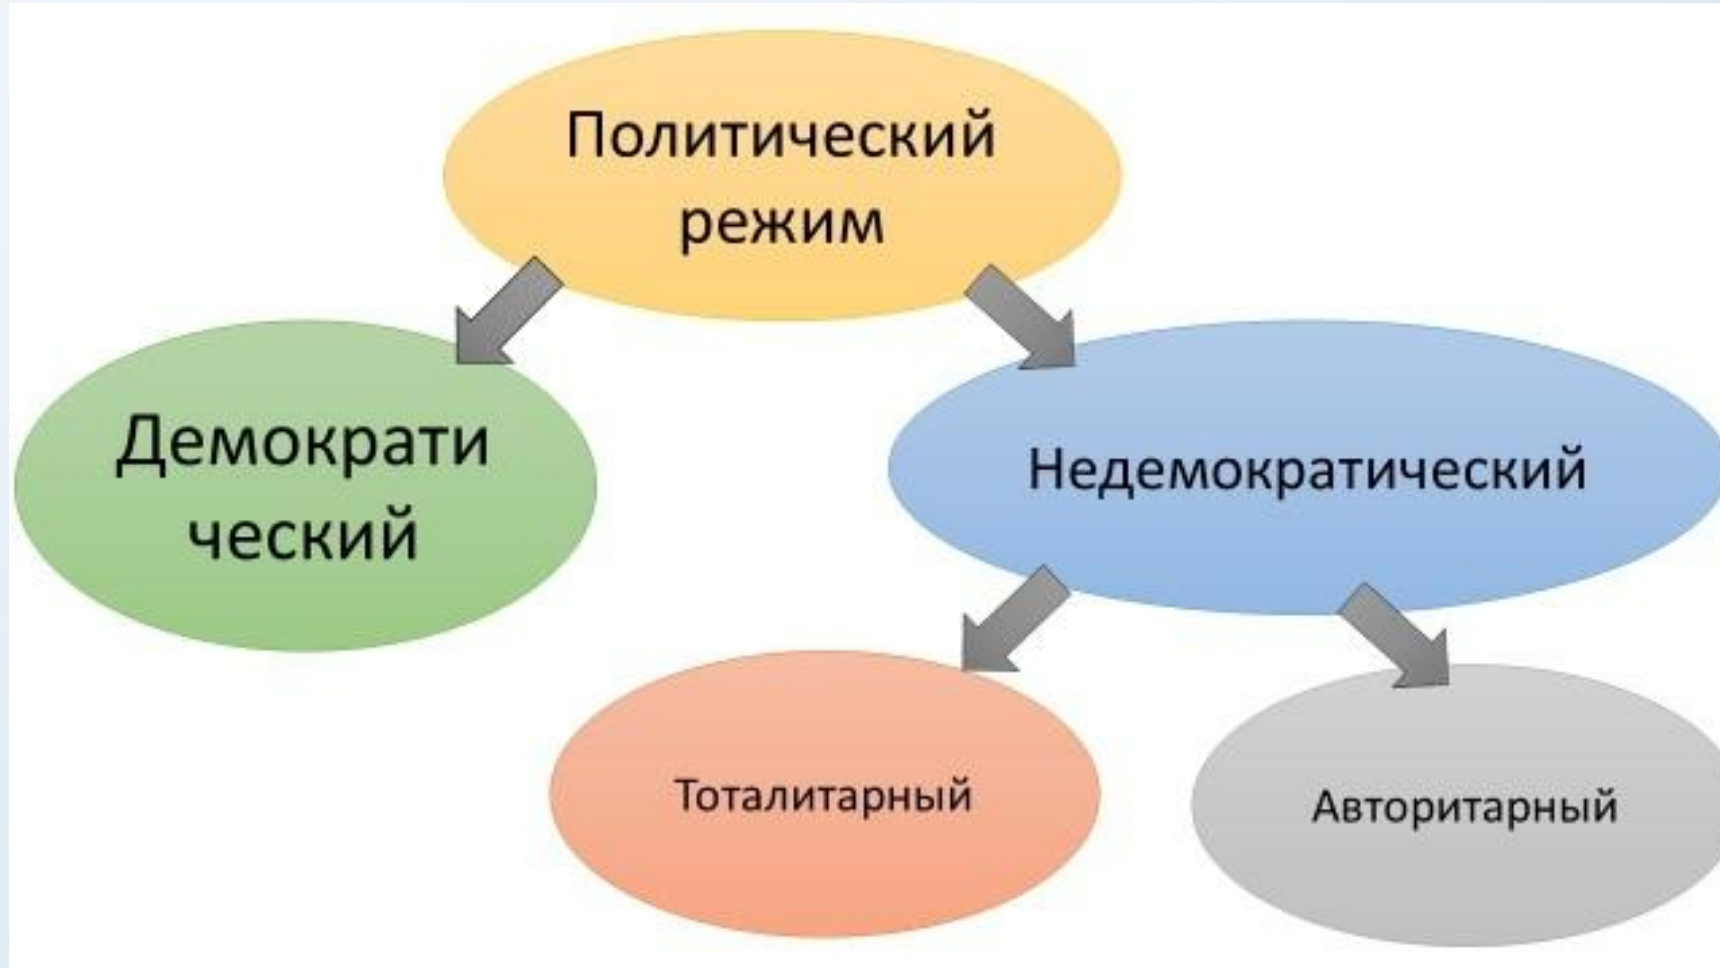 Политический
режим
Демократи
ческий
Недемократический
Тоталитарный
Авторитарный